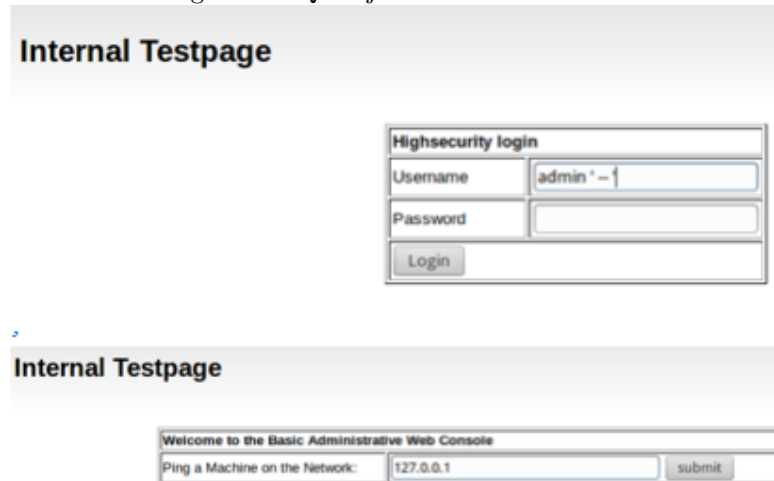 Internal Testpage
Highsecurity login
Username admin ' -- '
Password
Login
Internal Testpage
Welcome to the Basic Administrative Web Console
Ping a Machine on the Network: 127.0.0.1 submit